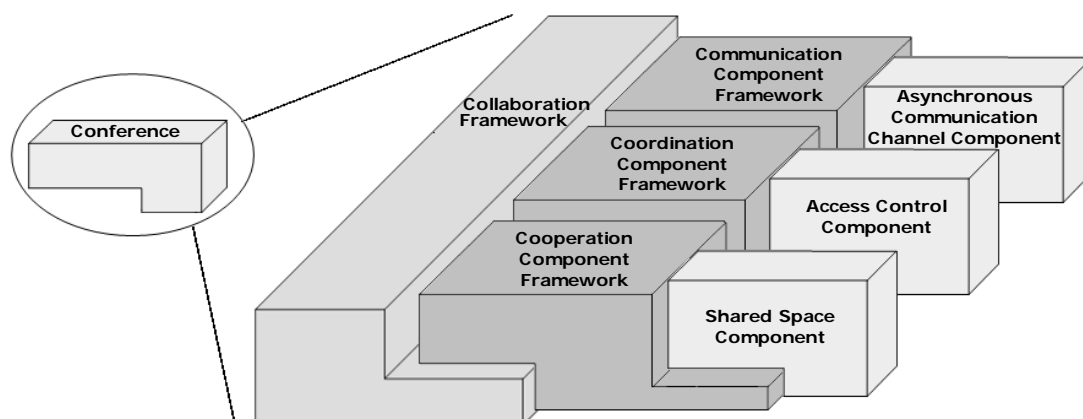 Conference
Collaboration
Framework
Communication
Component
Framework
Asynchronous
Communication
Channel Component
Coordination
Component
Framework
Access Control
Component
Cooperation
Component
Framework
Shared Space
Component